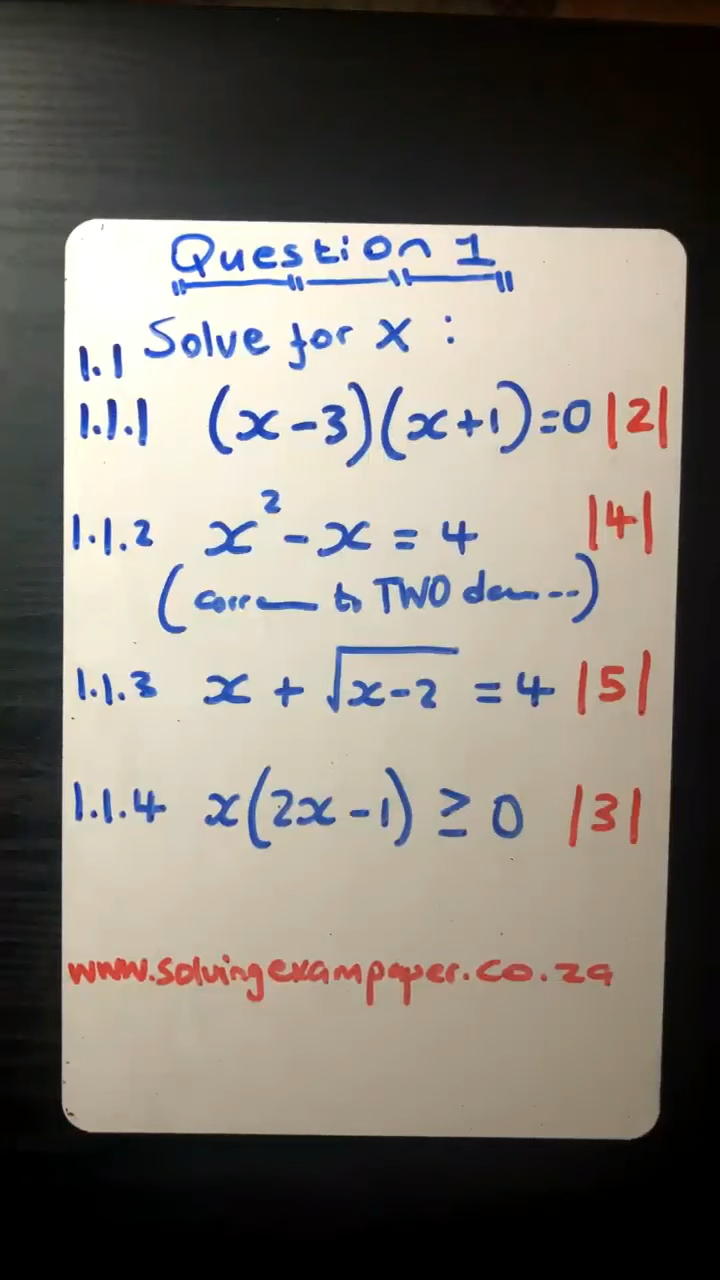 Question 1
1.1 Solve for x :
1.1.1 (x-3)(x+1)=0 |2|
1.1.2 x²-x = 4 |4|
( to TWO ...)
1.1.3 x + √x-2 = 4 |5|
1.1.4 x(2x-1) ≥ 0 |3|
www.solvingexampaper.co.za